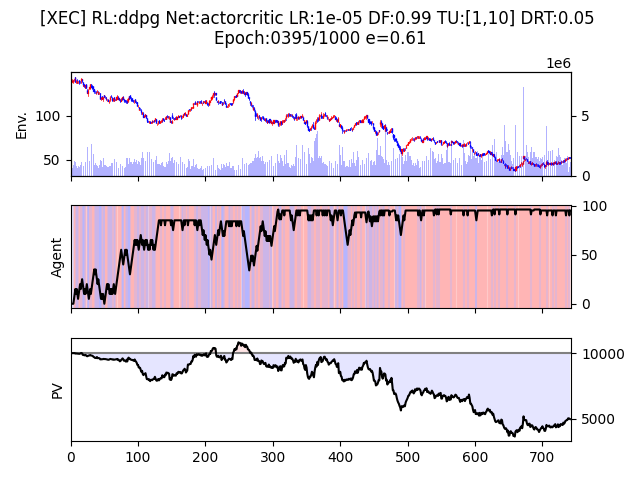 [XEC] RL:ddpg Net:actorcritic LR:1e-05 DF:0.99 TU:[1,10] DRT:0.05
Epoch:0395/1000 e=0.61
1e6
Env.
100
50
5
0
Agent
100
50
0
PV
10000
5000
0 100 200 300 400 500 600 700